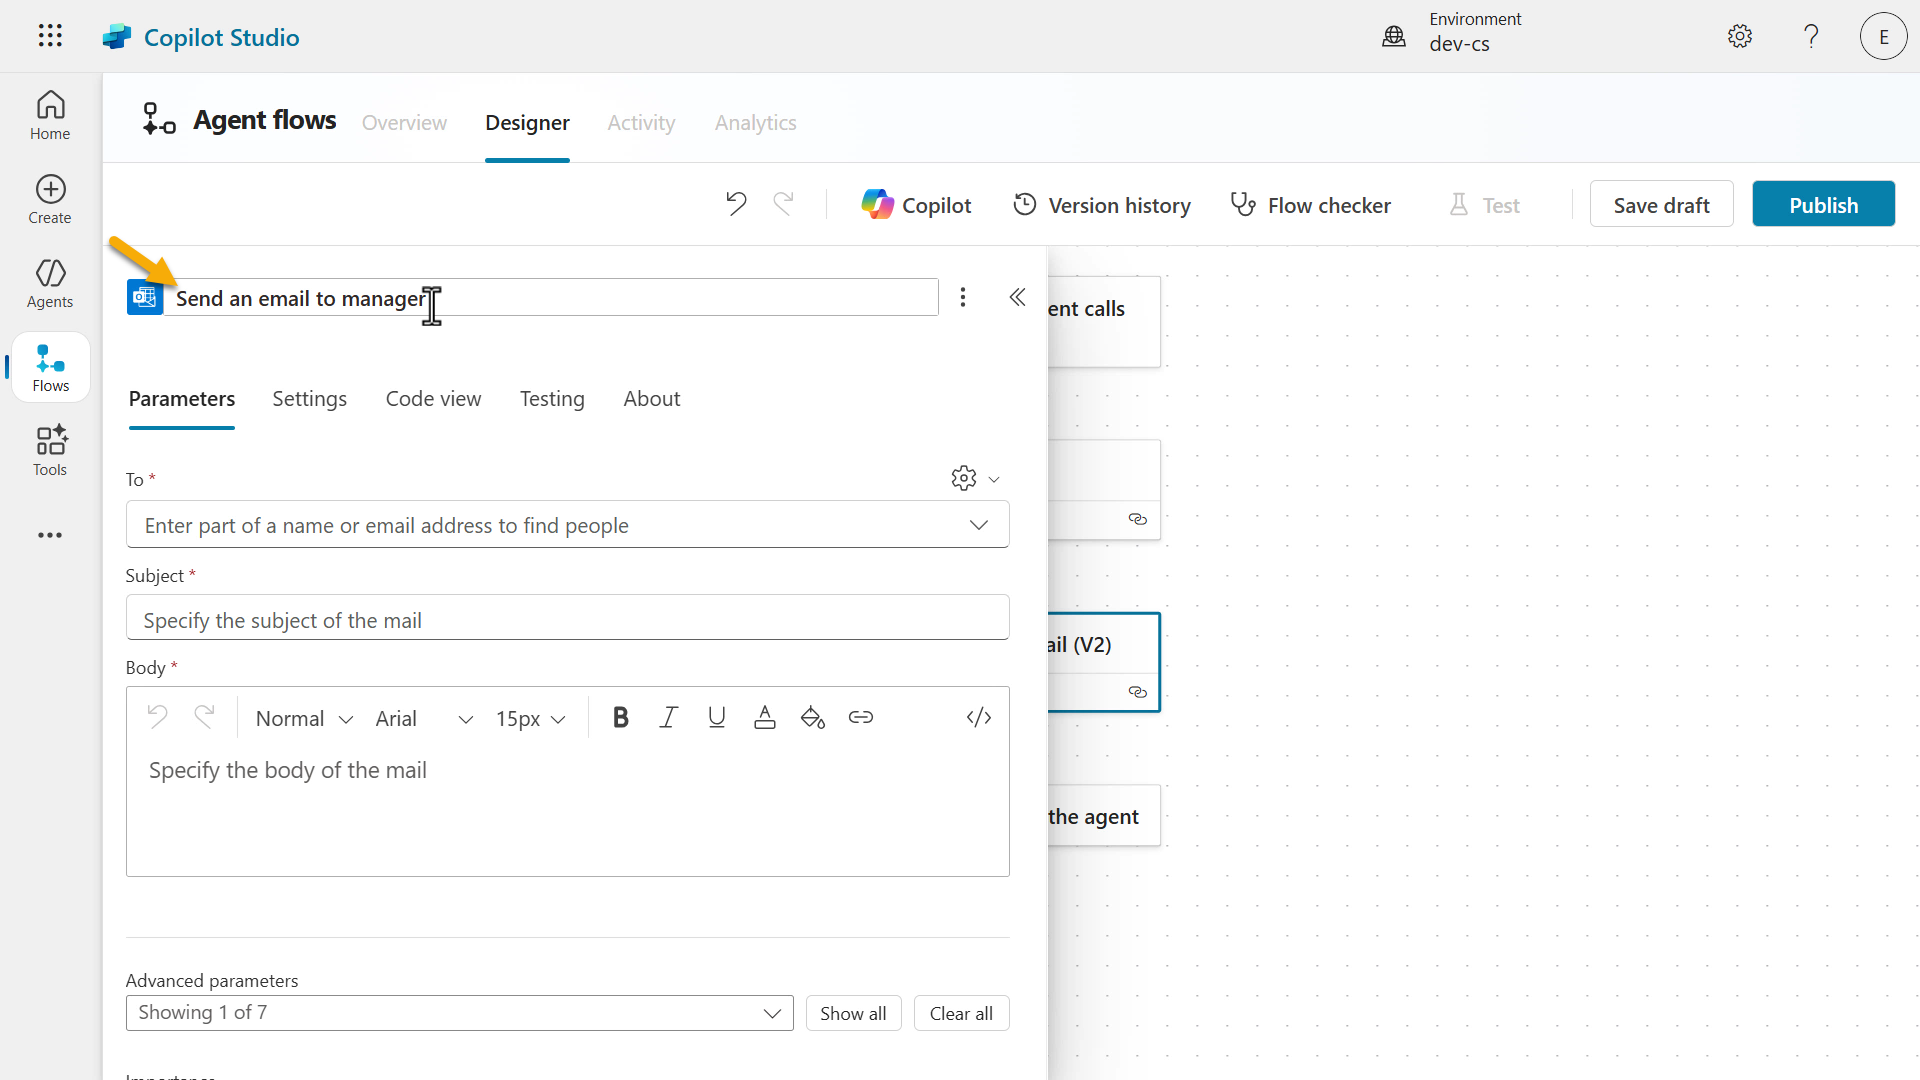 Copilot Studio
Environment
dev-cs
E
Home
Create
Agents
Flows
Tools
Agent flows
Overview
Designer
Activity
Analytics
Copilot
Version history
Flow checker
Test
Save draft
Publish
Send an email to manager
ent calls
Parameters
Settings
Code view
Testing
About
To *
Enter part of a name or email address to find people
Subject *
Specify the subject of the mail
ail (V2)
Body *
Normal
Arial
15px
Specify the body of the mail
the agent
Advanced parameters
Showing 1 of 7
Show all
Clear all